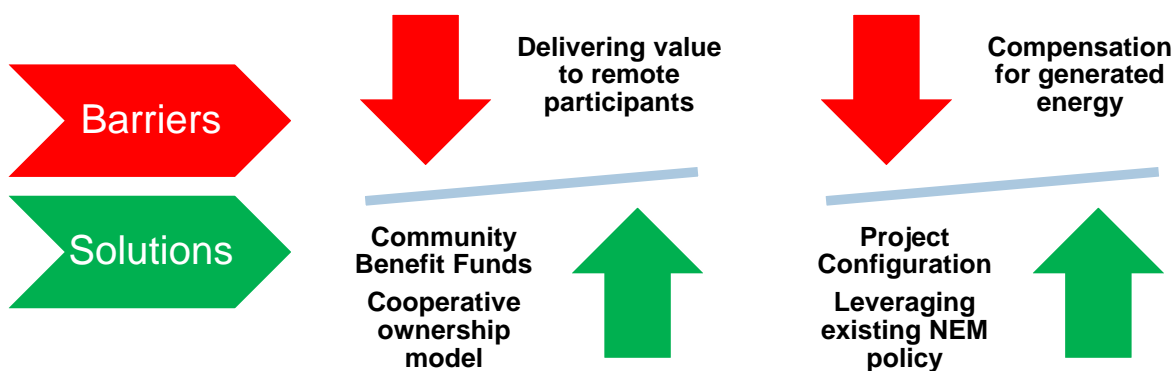 Barriers
Delivering value
to remote
participants
Compensation
for generated
energy
Solutions
Community
Benefit Funds
Cooperative
ownership
model
Project
Configuration
Leveraging
existing NEM
policy